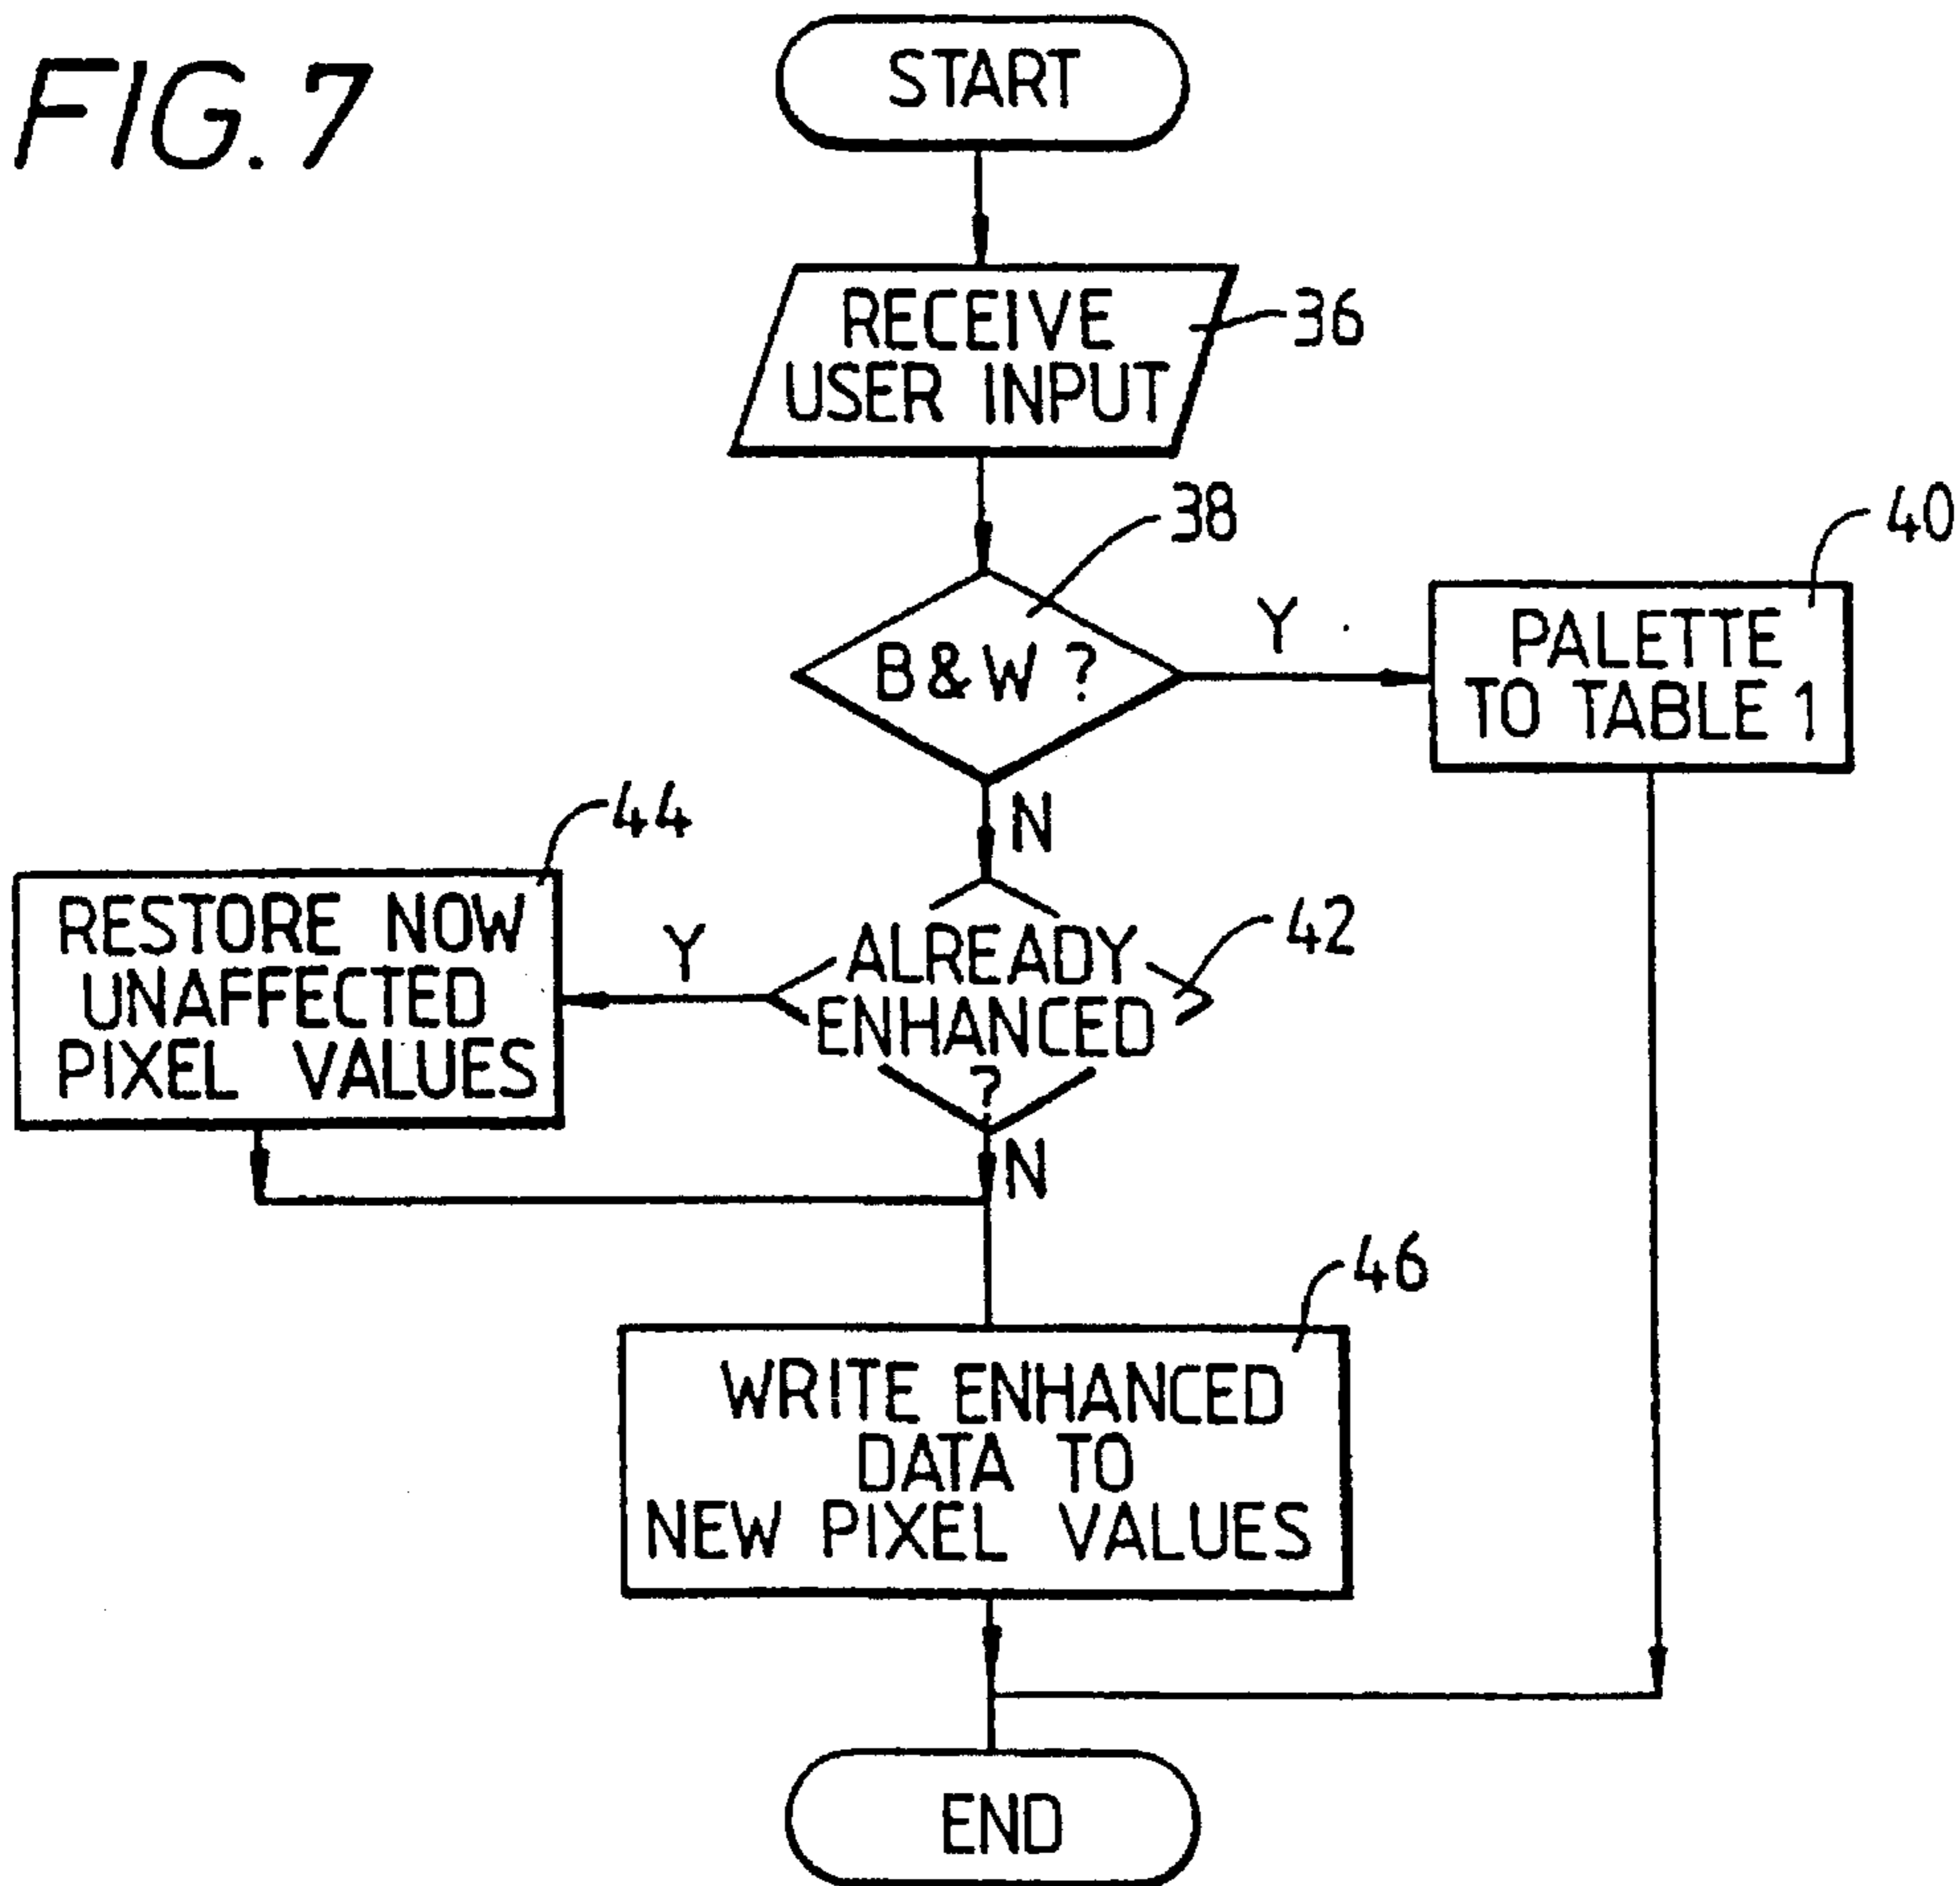 FIG. 7
START
RECEIVE
USER INPUT
36
38
B & W ?
Y
40
PALETTE
TO TABLE 1
N
44
RESTORE NOW
UNAFFECTED
PIXEL VALUES
Y
ALREADY
ENHANCED
?
42
N
46
WRITE ENHANCED
DATA TO
NEW PIXEL VALUES
END